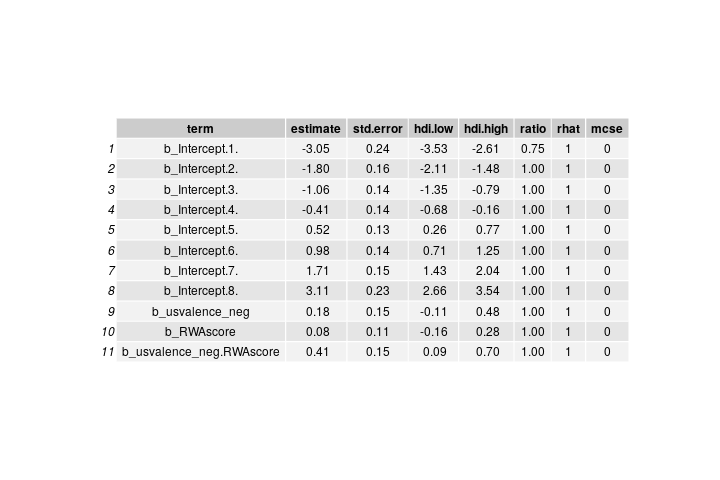 term estimate std.error hdi.low hdi.high ratio rhat mcse
1 b_Intercept.1. -3.05 0.24 -3.53 -2.61 0.75 1 0
2 b_Intercept.2. -1.80 0.16 -2.11 -1.48 1.00 1 0
3 b_Intercept.3. -1.06 0.14 -1.35 -0.79 1.00 1 0
4 b_Intercept.4. -0.41 0.14 -0.68 -0.16 1.00 1 0
5 b_Intercept.5. 0.52 0.13 0.26 0.77 1.00 1 0
6 b_Intercept.6. 0.98 0.14 0.71 1.25 1.00 1 0
7 b_Intercept.7. 1.71 0.15 1.43 2.04 1.00 1 0
8 b_Intercept.8. 3.11 0.23 2.66 3.54 1.00 1 0
9 b_usvalence_neg 0.18 0.15 -0.11 0.48 1.00 1 0
10 b_RWAscore 0.08 0.11 -0.16 0.28 1.00 1 0
11 b_usvalence_neg.RWAscore 0.41 0.15 0.09 0.70 1.00 1 0